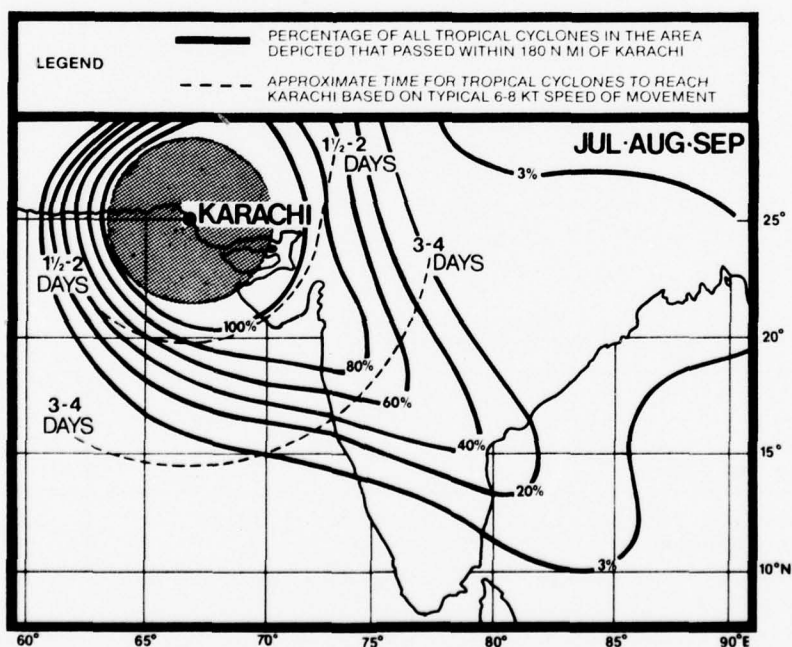 LEGEND
PERCENTAGE OF ALL TROPICAL CYCLONES IN THE AREA
DEPICTED THAT PASSED WITHIN 180 N MI OF KARACHI
APPROXIMATE TIME FOR TROPICAL CYCLONES TO REACH
KARACHI BASED ON TYPICAL 6-8 KT SPEED OF MOVEMENT
JUL·AUG·SEP
1½-2
DAYS
3%
KARACHI
25°
3-4
DAYS
1½-2
DAYS
100%
20°
80%
60%
3-4
DAYS
40%
15°
20%
3%
10°N
60°
65°
70°
75°
80°
85°
90°E